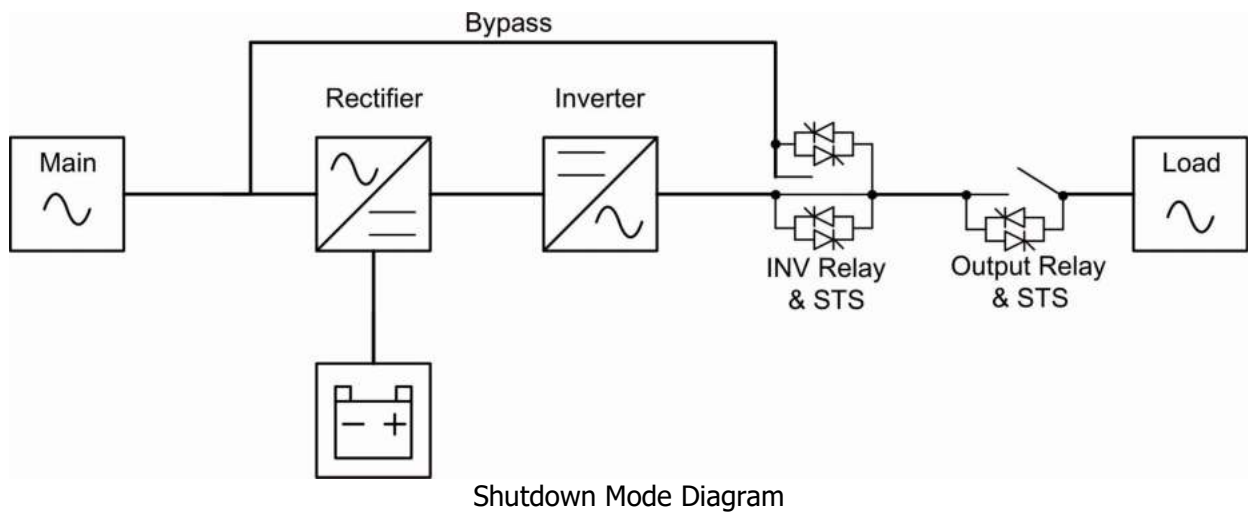 Bypass
Rectifier
Inverter
Main
Load
INV Relay
& STS
Output Relay
& STS
Shutdown Mode Diagram